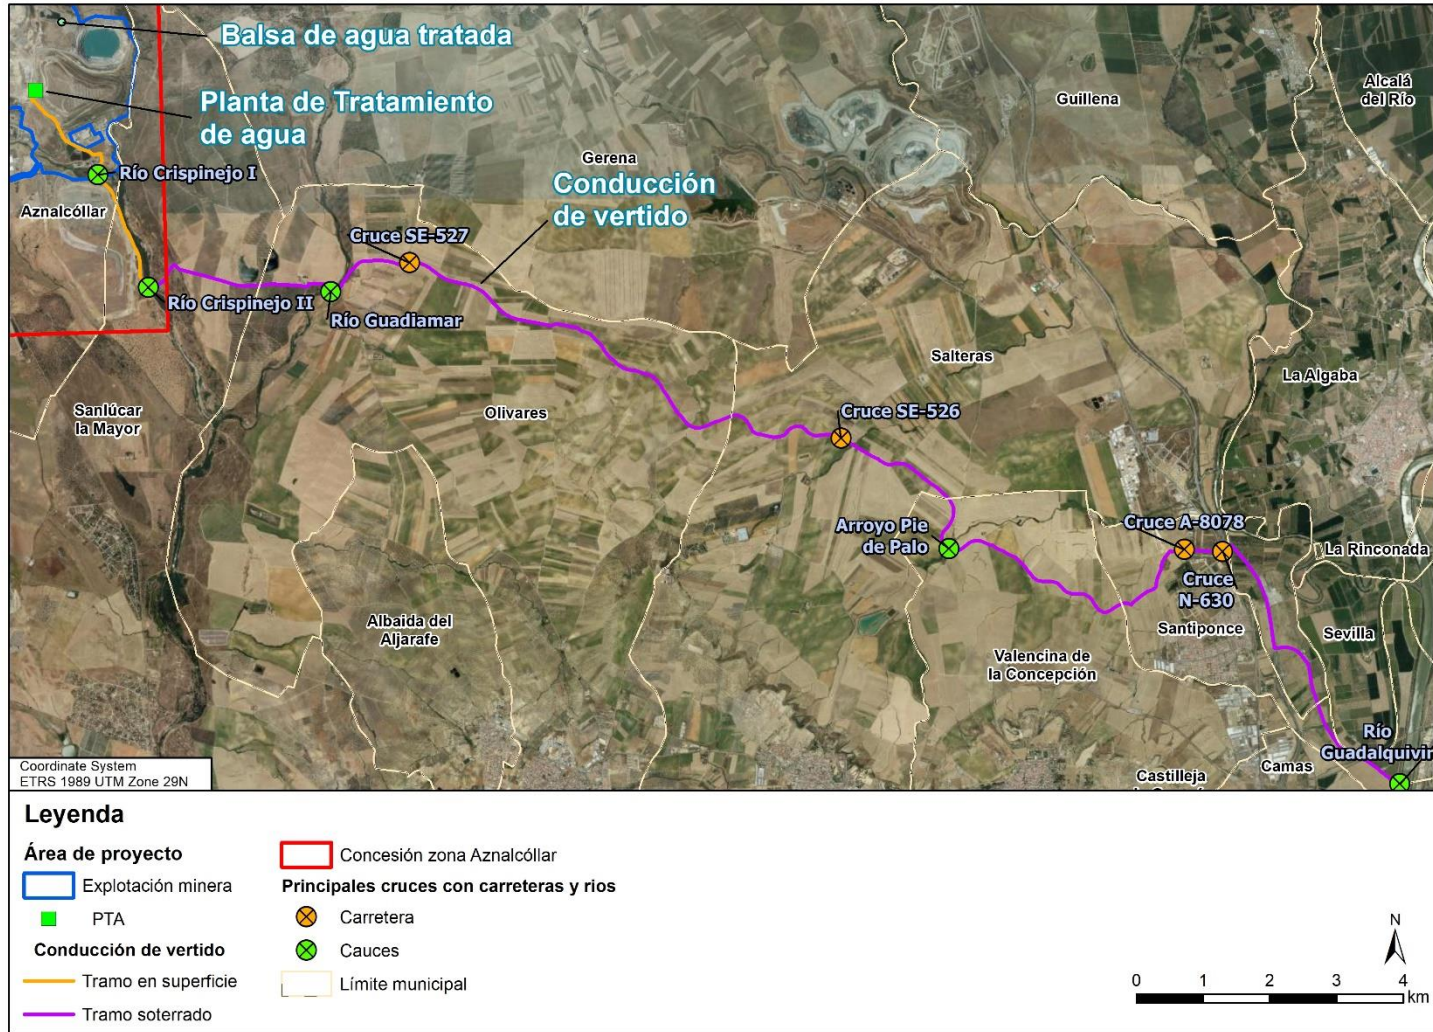 Balsa de agua tratada
Planta de Tratamiento
de agua
Río Crispinejo I
Aznalcóllar
Gerena
Conducción
de vertido
Guillena
Alcalá
del Río
Cruce SE-527
Río Crispinejo II
Río Guadiamar
Salteras
La Algaba
Sanlúcar
la Mayor
Olivares
Cruce SE-526
Arroyo Pie
de Palo
Cruce A-8078
La Rinconada
Cruce
N-630
Santiponce
Sevilla
Albaida del
Aljarafe
Valencina de
la Concepción
Río
Guadalquivir
Camas
Castilleja
Coordinate System
ETRS 1989 UTM Zone 29N
Leyenda
Área de proyecto
Explotación minera
PTA
Conducción de vertido
Tramo en superficie
Tramo soterrado
Concesión zona Aznalcóllar
Principales cruces con carreteras y rios
Carretera
Cauces
Límite municipal
N
0 1 2 3 4
km